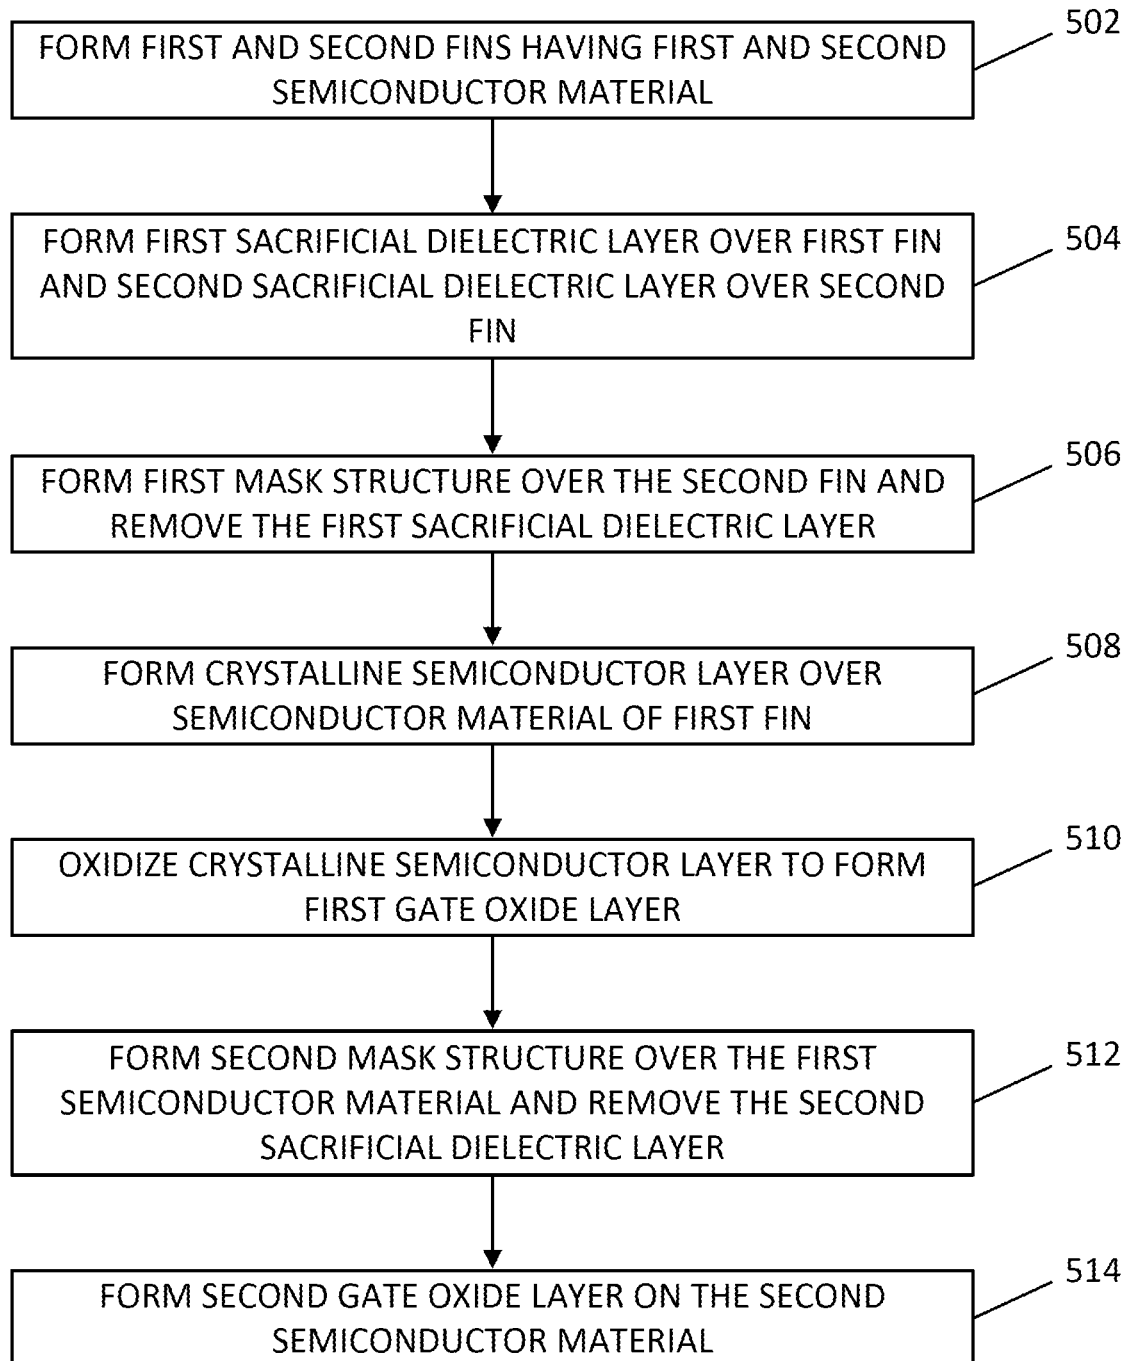 FORM FIRST AND SECOND FINS HAVING FIRST AND SECOND
SEMICONDUCTOR MATERIAL
502
FORM FIRST SACRIFICIAL DIELECTRIC LAYER OVER FIRST FIN
AND SECOND SACRIFICIAL DIELECTRIC LAYER OVER SECOND
FIN
504
FORM FIRST MASK STRUCTURE OVER THE SECOND FIN AND
REMOVE THE FIRST SACRIFICIAL DIELECTRIC LAYER
506
FORM CRYSTALLINE SEMICONDUCTOR LAYER OVER
SEMICONDUCTOR MATERIAL OF FIRST FIN
508
OXIDIZE CRYSTALLINE SEMICONDUCTOR LAYER TO FORM
FIRST GATE OXIDE LAYER
510
FORM SECOND MASK STRUCTURE OVER THE FIRST
SEMICONDUCTOR MATERIAL AND REMOVE THE SECOND
SACRIFICIAL DIELECTRIC LAYER
512
FORM SECOND GATE OXIDE LAYER ON THE SECOND
SEMICONDUCTOR MATERIAL
514